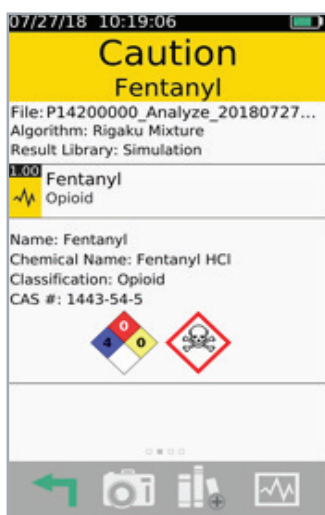 07/27/18 10:19:06
Caution
Fentanyl
File: P14200000_Analyze_20180727...
Algorithm: Rigaku Mixture
Result Library: Simulation
1.00
Fentanyl
Opioid
Name: Fentanyl
Chemical Name: Fentanyl HCl
Classification: Opioid
CAS #: 1443-54-5
0
4 0